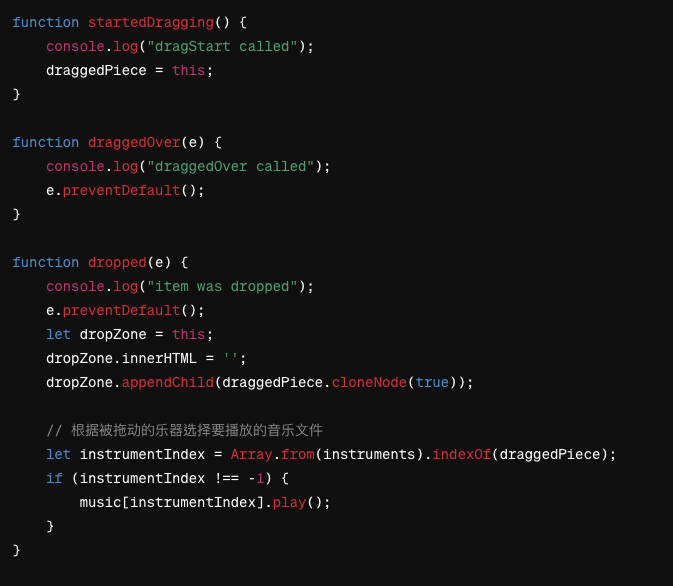 function startedDragging() {
    console.log("dragStart called");
    draggedPiece = this;
}

function draggedOver(e) {
    console.log("draggedOver called");
    e.preventDefault();
}

function dropped(e) {
    console.log("item was dropped");
    e.preventDefault();
    let dropZone = this;
    dropZone.innerHTML = '';
    dropZone.appendChild(draggedPiece.cloneNode(true));

    // 根据被拖动的乐器选择要播放的音乐文件
    let instrumentIndex = Array.from(instruments).indexOf(draggedPiece);
    if (instrumentIndex !== -1) {
        music[instrumentIndex].play();
    }
}